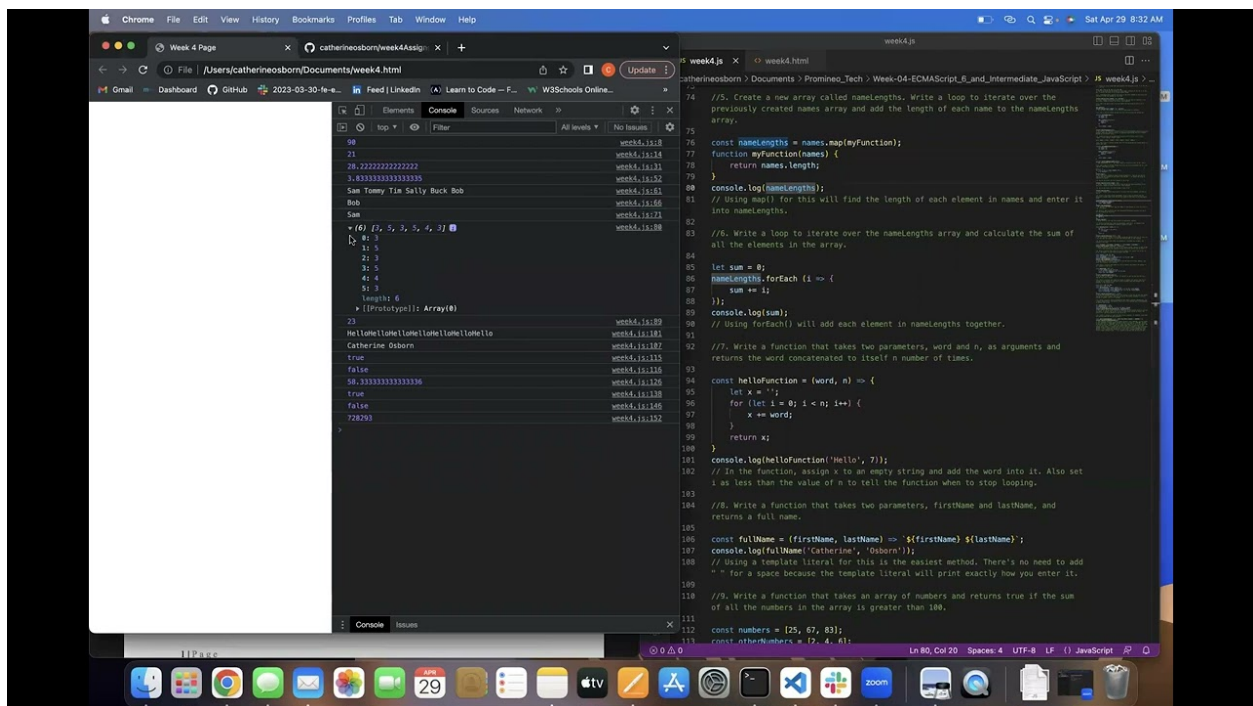 Chrome File Edit View History Bookmarks Profiles Tab Window Help
Sat Apr 29 8:32 AM
Week 4 Page
catherineosborn/week4Assign
File /Users/catherineosborn/Documents/week4.html
Update
Gmail Dashboard GitHub 2023-03-30-fe-e... Feed | LinkedIn Learn to Code — F... W3Schools Online... »
Elements Console Sources Network »
top Filter All levels No Issues
90 week4.js:8
21 week4.js:14
28.22222222222222 week4.js:31
3.8333333333333335 week4.js:52
Sam Tommy Tim Sally Buck Bob week4.js:61
Bob week4.js:66
Sam week4.js:71
(6) [3, 5, 3, 5, 4, 3] week4.js:80
0: 3
1: 5
2: 3
3: 5
4: 4
5: 3
length: 6
[[Prototype]]: Array(0)
23 week4.js:89
HelloHelloHelloHelloHelloHelloHello week4.js:101
Catherine Osborn week4.js:107
true week4.js:115
false week4.js:116
58.333333333333336 week4.js:126
true week4.js:138
false week4.js:146
728293 week4.js:152
Console Issues
1 | P a g e
week4.js
week4.js week4.html
catherineosborn > Documents > Promineo_Tech > Week-04-ECMAScript_6_and_Intermediate_JavaScript > JS week4.js > ...
74 //5. Create a new array called nameLengths. Write a loop to iterate over the
previously created names array and add the length of each name to the nameLengths
array.
75
76 const nameLengths = names.map(myFunction);
77 function myFunction(names) {
78 return names.length;
79 }
80 console.log(nameLengths);
81 // Using map() for this will find the length of each element in names and enter it
into nameLengths.
82
83 //6. Write a loop to iterate over the nameLengths array and calculate the sum of
all the elements in the array.
84
85 let sum = 0;
86 nameLengths.forEach (i => {
87 sum += i;
88 });
89 console.log(sum);
90 // Using forEach() will add each element in nameLengths together.
91
92 //7. Write a function that takes two parameters, word and n, as arguments and
returns the word concatenated to itself n number of times.
93
94 const helloFunction = (word, n) => {
95 let x = '';
96 for (let i = 0; i < n; i++) {
97 x += word;
98 }
99 return x;
100 }
101 console.log(helloFunction('Hello', 7));
102 // In the function, assign x to an empty string and add the word into it. Also set
i as less than the value of n to tell the function when to stop looping.
103
104 //8. Write a function that takes two parameters, firstName and lastName, and
returns a full name.
105
106 const fullName = (firstName, lastName) => `${firstName} ${lastName}`;
107 console.log(fullName('Catherine', 'Osborn'));
108 // Using a template literal for this is the easiest method. There's no need to add
" " for a space because the template literal will print exactly how you enter it.
109
110 //9. Write a function that takes an array of numbers and returns true if the sum
of all the numbers in the array is greater than 100.
111
112 const numbers = [25, 67, 83];
113 const otherNumbers = [2, 4, 6];
0 0 Ln 80, Col 20 Spaces: 4 UTF-8 LF {} JavaScript
APR
29
tv
zoom